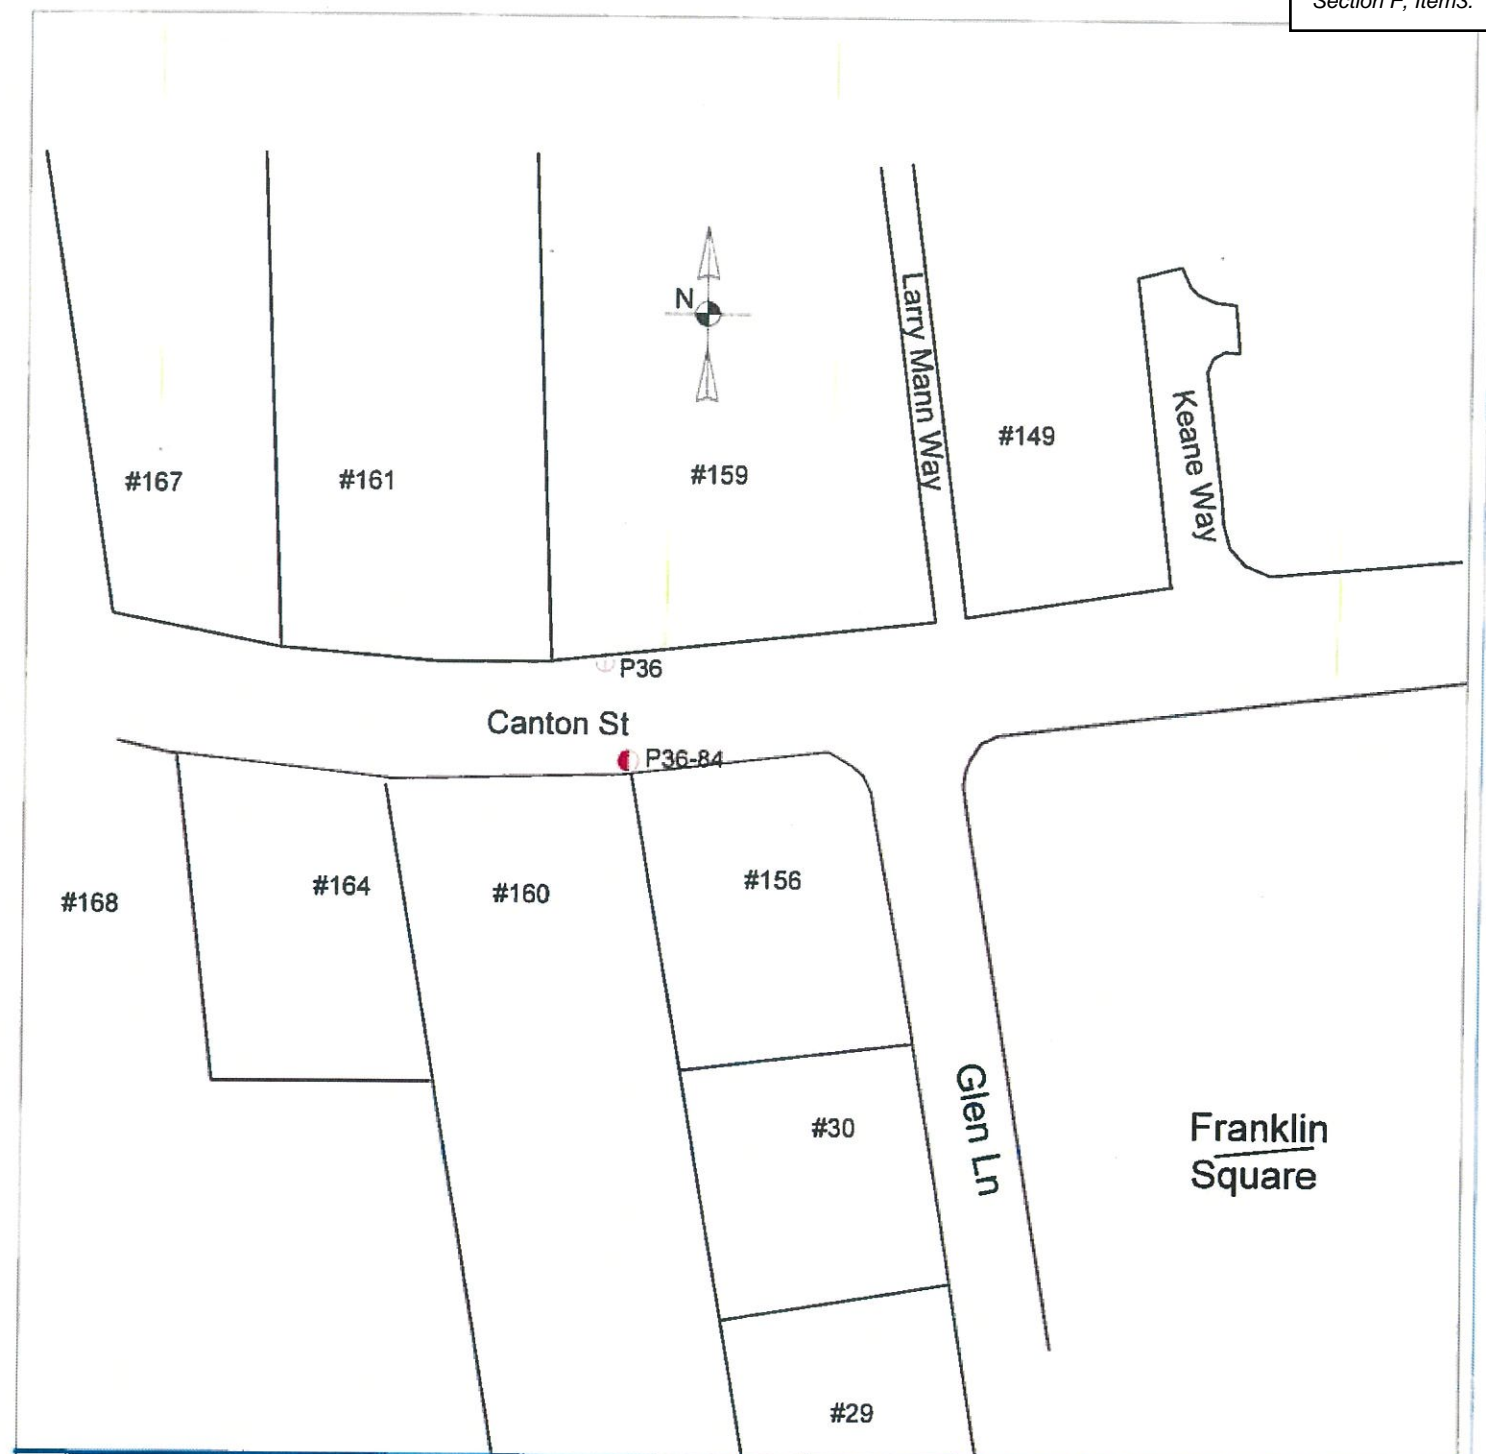 Section F, Item3.
N
Larry Mann Way
#149
Keane Way
#167
#161
#159
P36
Canton St
P36-84
#168
#164
#160
#156
Glen Ln
#30
Franklin
Square
#29